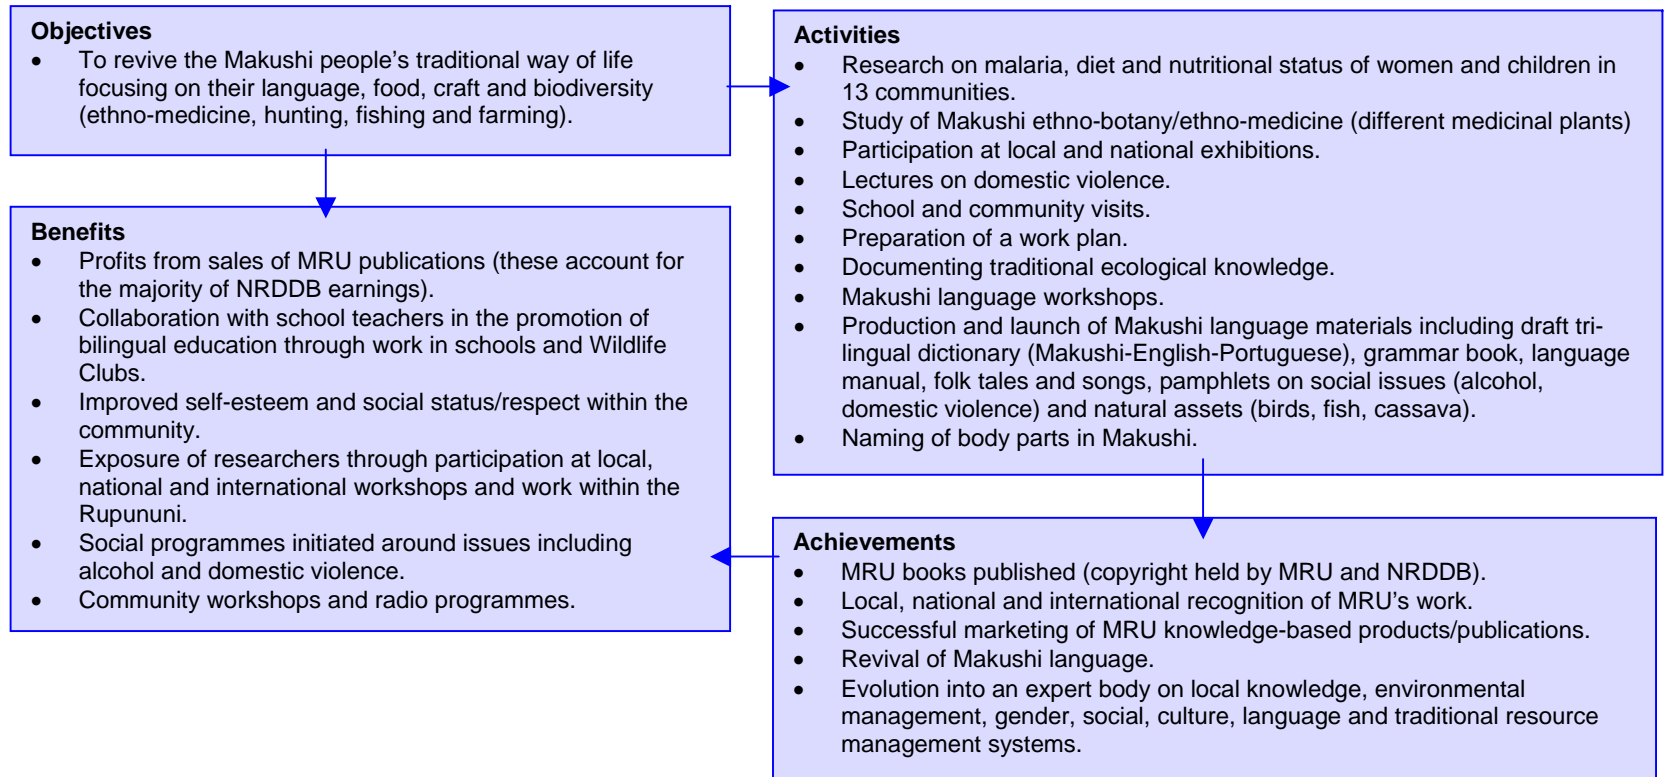 Objectives
• To revive the Makushi people’s traditional way of life
focusing on their language, food, craft and biodiversity
(ethno-medicine, hunting, fishing and farming).
Activities
• Research on malaria, diet and nutritional status of women and children in
13 communities.
• Study of Makushi ethno-botany/ethno-medicine (different medicinal plants)
• Participation at local and national exhibitions.
• Lectures on domestic violence.
• School and community visits.
• Preparation of a work plan.
• Documenting traditional ecological knowledge.
• Makushi language workshops.
• Production and launch of Makushi language materials including draft tri-
lingual dictionary (Makushi-English-Portuguese), grammar book, language
manual, folk tales and songs, pamphlets on social issues (alcohol,
domestic violence) and natural assets (birds, fish, cassava).
• Naming of body parts in Makushi.
Benefits
• Profits from sales of MRU publications (these account for
the majority of NRDDB earnings).
• Collaboration with school teachers in the promotion of
bilingual education through work in schools and Wildlife
Clubs.
• Improved self-esteem and social status/respect within the
community.
• Exposure of researchers through participation at local,
national and international workshops and work within the
Rupununi.
• Social programmes initiated around issues including
alcohol and domestic violence.
• Community workshops and radio programmes.
Achievements
• MRU books published (copyright held by MRU and NRDDB).
• Local, national and international recognition of MRU’s work.
• Successful marketing of MRU knowledge-based products/publications.
• Revival of Makushi language.
• Evolution into an expert body on local knowledge, environmental
management, gender, social, culture, language and traditional resource
management systems.